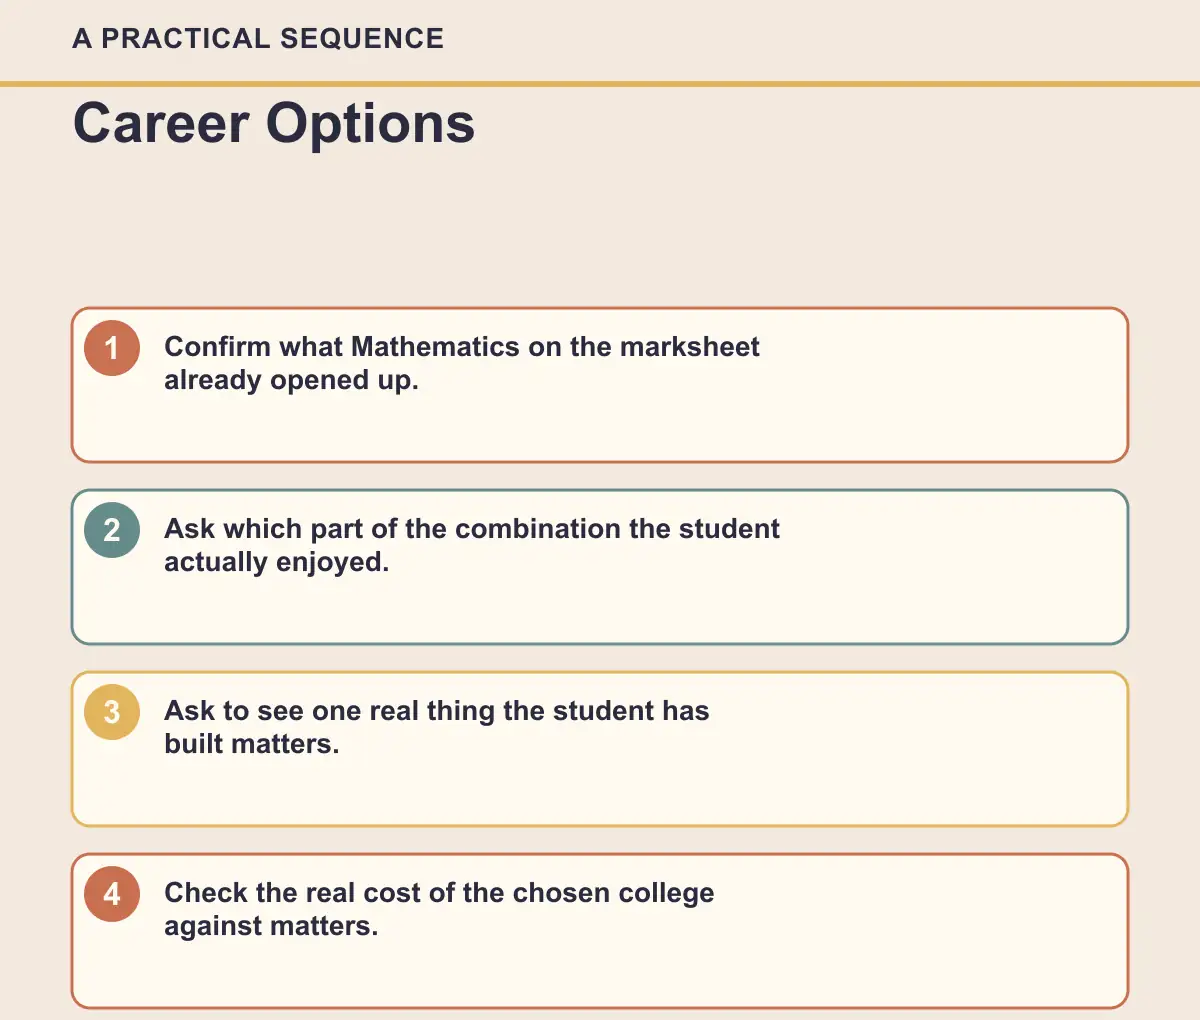 A PRACTICAL SEQUENCE
Career Options
1
Confirm what Mathematics on the marksheet
already opened up.
2
Ask which part of the combination the student
actually enjoyed.
3
Ask to see one real thing the student has
built matters.
4
Check the real cost of the chosen college
against matters.